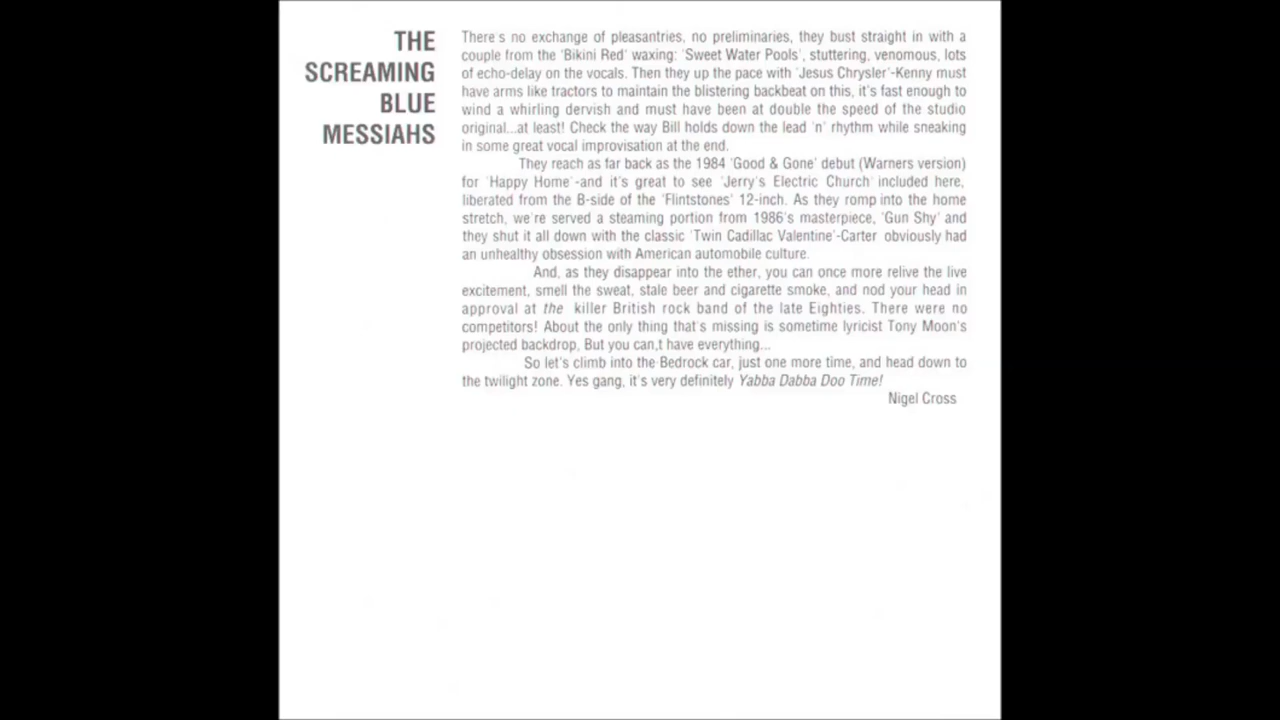 THE
SCREAMING
BLUE
MESSIAHS
There's no exchange of pleasantries, no preliminaries, they bust straight in with a
couple from the 'Bikini Red' waxing: 'Sweet Water Pools', stuttering, venomous, lots
of echo-delay on the vocals. Then they up the pace with 'Jesus Chrysler'-Kenny must
have arms like tractors to maintain the blistering backbeat on this, it's fast enough to
wind a whirling dervish and must have been at double the speed of the studio
original...at least! Check the way Bill holds down the lead 'n' rhythm while sneaking
in some great vocal improvisation at the end.
They reach as far back as the 1984 'Good & Gone' debut (Warners version)
for 'Happy Home'-and it's great to see 'Jerry's Electric Church' included here,
liberated from the B-side of the 'Flintstones' 12-inch. As they romp into the home
stretch, we're served a steaming portion from 1986's masterpiece, 'Gun Shy' and
they shut it all down with the classic 'Twin Cadillac Valentine'-Carter obviously had
an unhealthy obsession with American automobile culture.
And, as they disappear into the ether, you can once more relive the live
excitement, smell the sweat, stale beer and cigarette smoke, and nod your head in
approval at the killer British rock band of the late Eighties. There were no
competitors! About the only thing that's missing is sometime lyricist Tony Moon's
projected backdrop, But you can,t have everything...
So let's climb into the Bedrock car, just one more time, and head down to
the twilight zone. Yes gang, it's very definitely Yabba Dabba Doo Time!
Nigel Cross